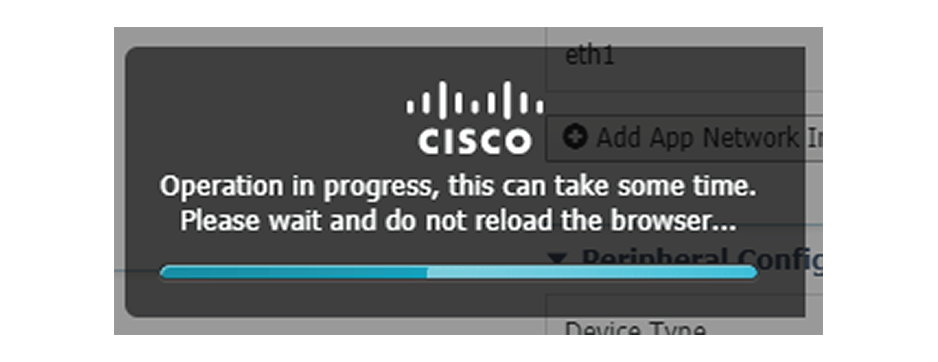 eth1
CISCO
Add App Network
Operation in progress, this can take some time.
Please wait and do not reload the browser...
Peripheral Config
Device Type